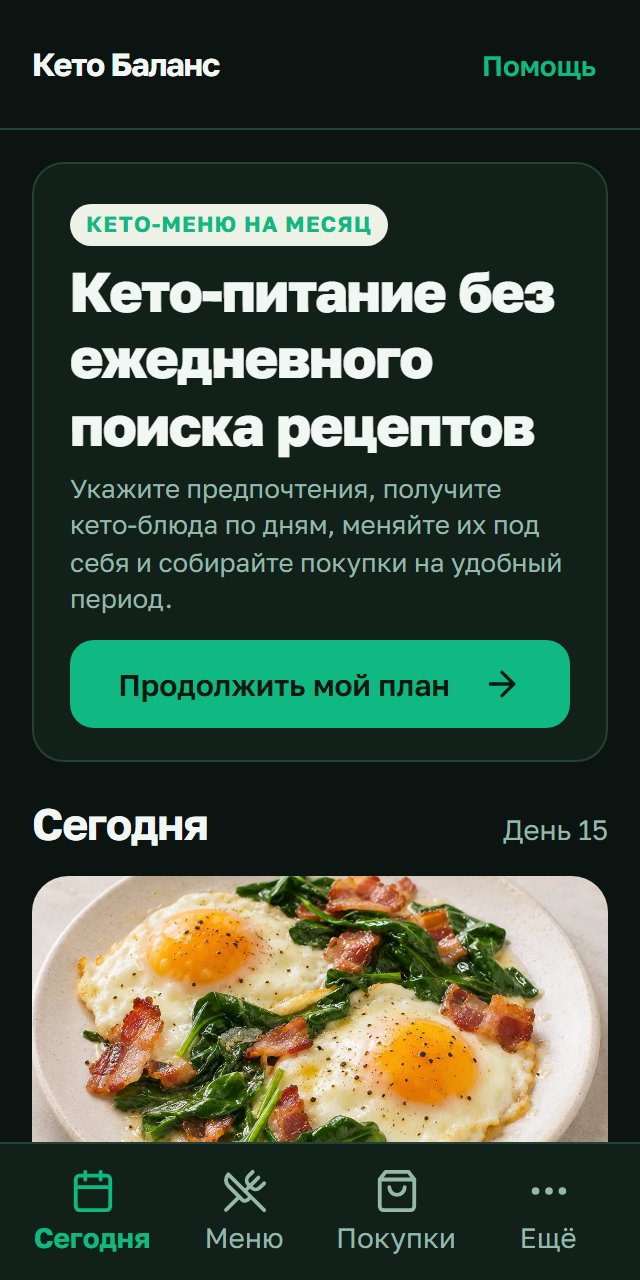 Кето Баланс
Помощь
КЕТО-МЕНЮ НА МЕСЯЦ
Кето-питание без
ежедневного
поиска рецептов
Укажите предпочтения, получите
кето-блюда по дням, меняйте их под
себя и собирайте покупки на удобный
период.
Продолжить мой план
Сегодня
День 15
Сегодня
Меню
Покупки
Ещё